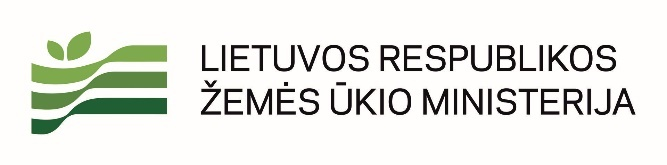 LIETUVOS RESPUBLIKOS
ŽEMĖS ŪKIO MINISTERIJA